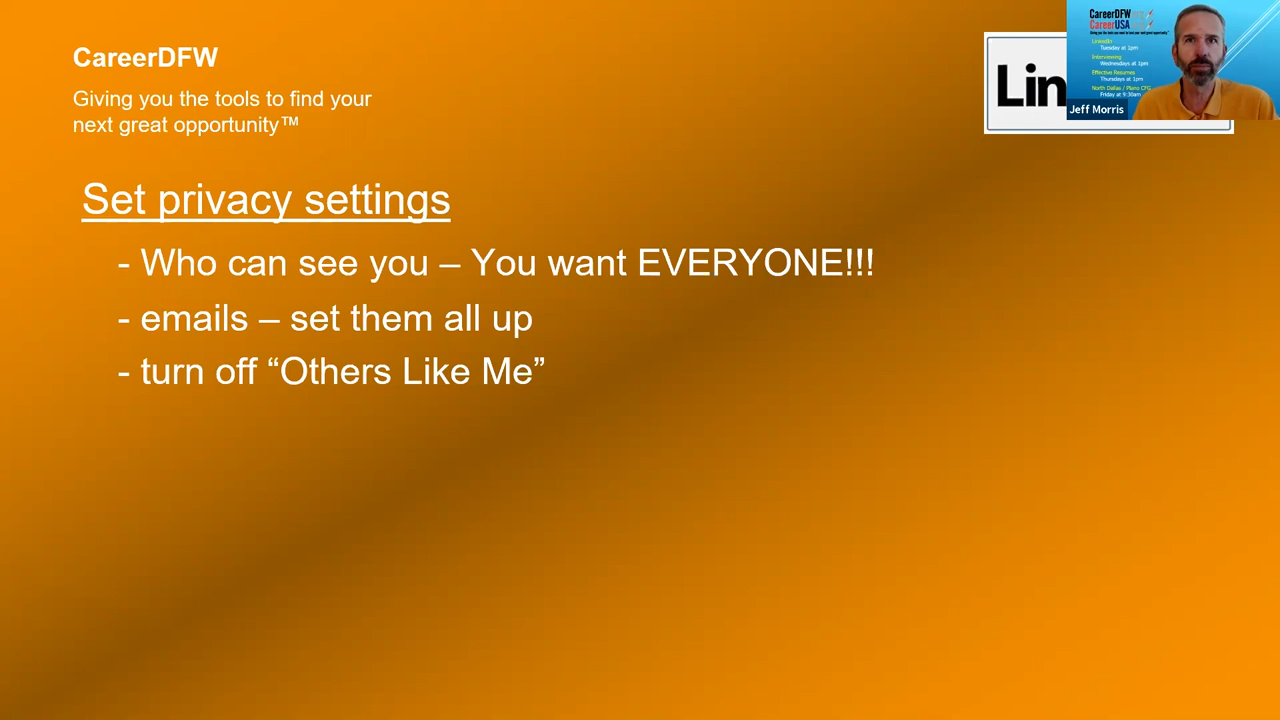 CareerDFW
Giving you the tools to find your
next great opportunity™
Set privacy settings
- Who can see you – You want EVERYONE!!!
- emails – set them all up
- turn off “Others Like Me”
Lin
CareerDFW
CareerUSA
LinkedIn
Tuesday at 1pm
Interviewing
Wednesdays at 1pm
Effective Resumes
Thursdays at 1pm
North Dallas / Plano CFG
Friday at 9:30am
Jeff Morris